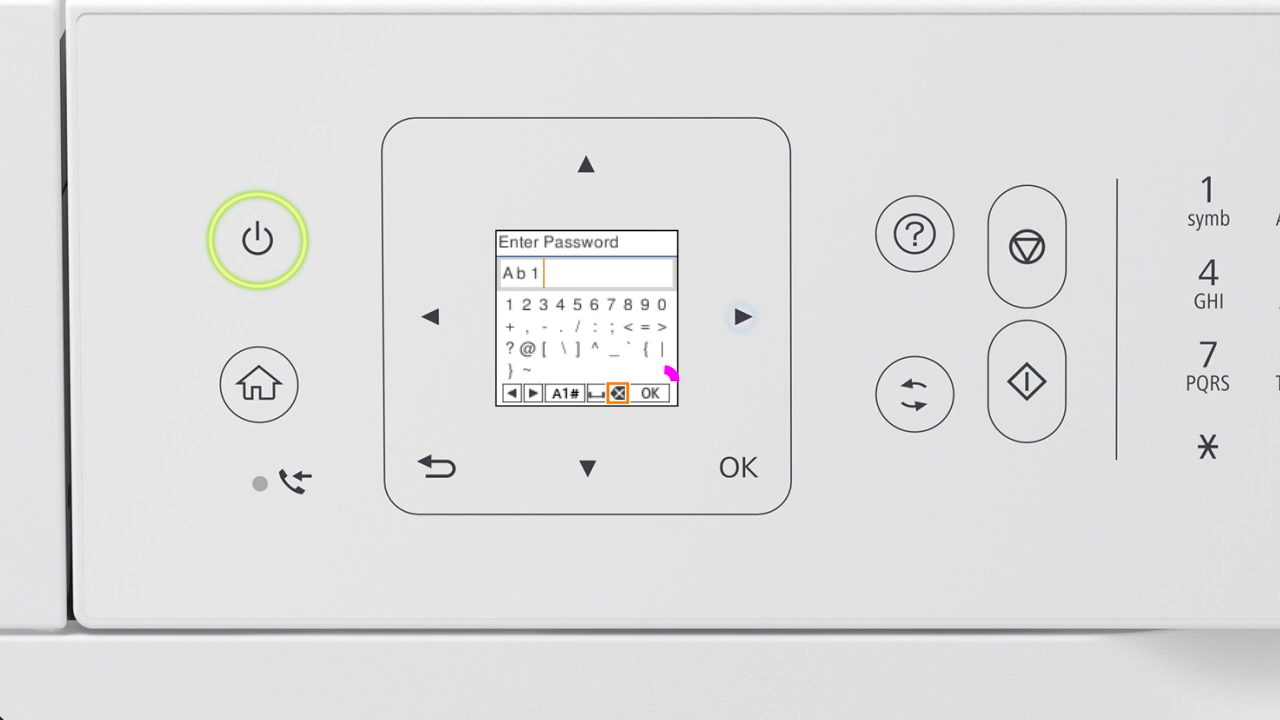 Enter Password
Ab1
1 2 3 4 5 6 7 8 9 0
+ , - . / : ; < = >
? @ [ \ ] ^ _ ` { |
} ~
A1# OK
OK
1
symb
4
GHI
7
PQRS